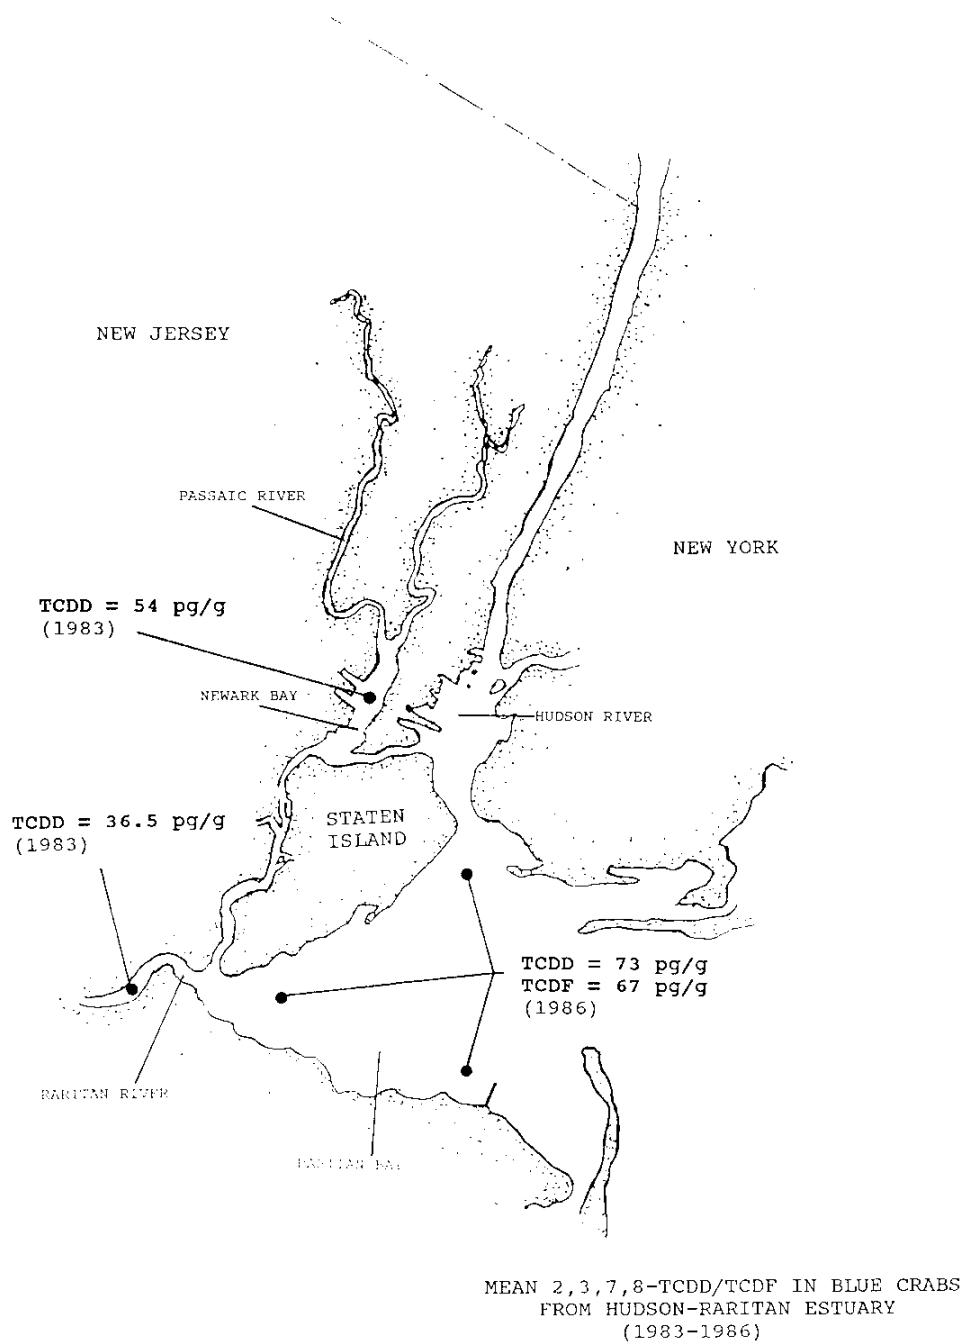 NEW JERSEY
PASSAIC RIVER
NEW YORK
TCDD = 54 pg/g
(1983)
NEWARK BAY
HUDSON RIVER
TCDD = 36.5 pg/g
(1983)
STATEN
ISLAND
TCDD = 73 pg/g
TCDF = 67 pg/g
(1986)
RARITAN RIVER
RARITAN BAY
MEAN 2,3,7,8-TCDD/TCDF IN BLUE CRABS
FROM HUDSON-RARITAN ESTUARY
(1983-1986)